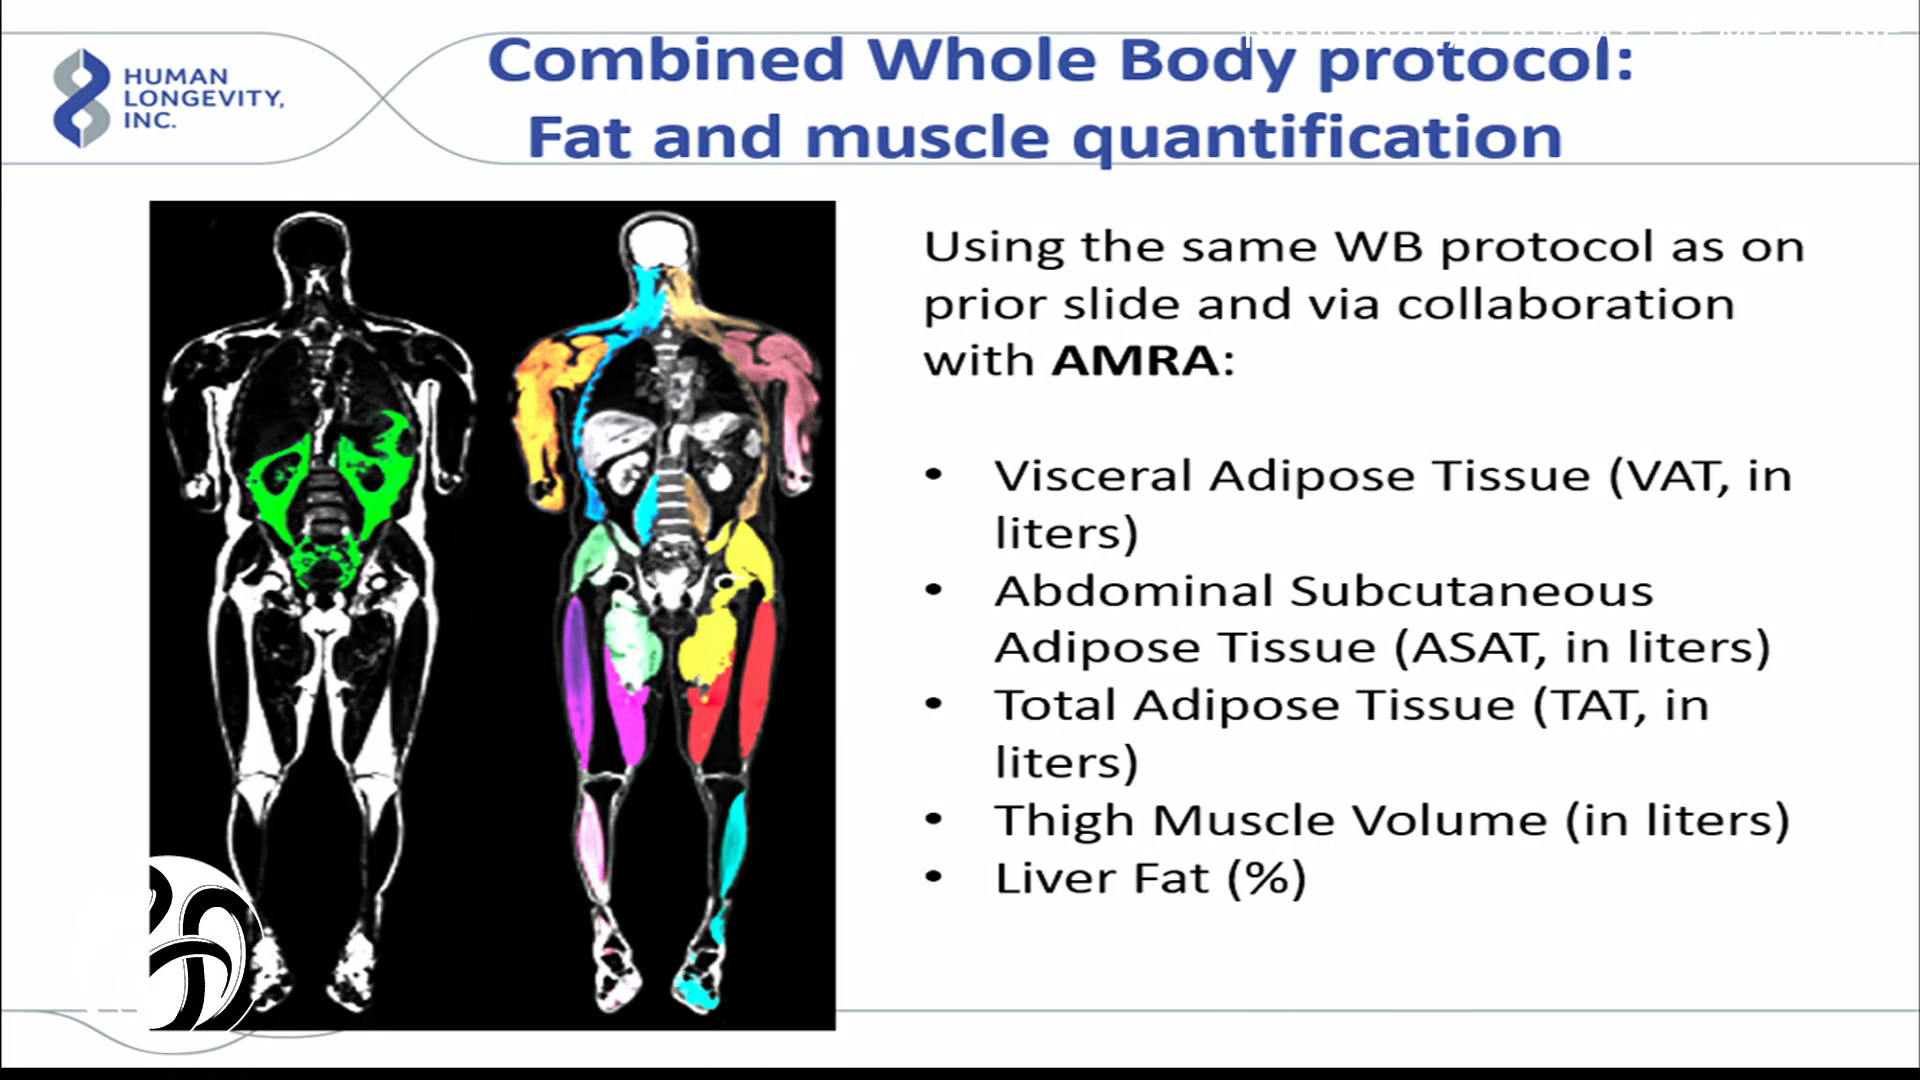 HUMAN
LONGEVITY,
INC.
Combined Whole Body protocol:
Fat and muscle quantification
Using the same WB protocol as on
prior slide and via collaboration
with AMRA:
• Visceral Adipose Tissue (VAT, in
liters)
• Abdominal Subcutaneous
Adipose Tissue (ASAT, in liters)
• Total Adipose Tissue (TAT, in
liters)
• Thigh Muscle Volume (in liters)
• Liver Fat (%)